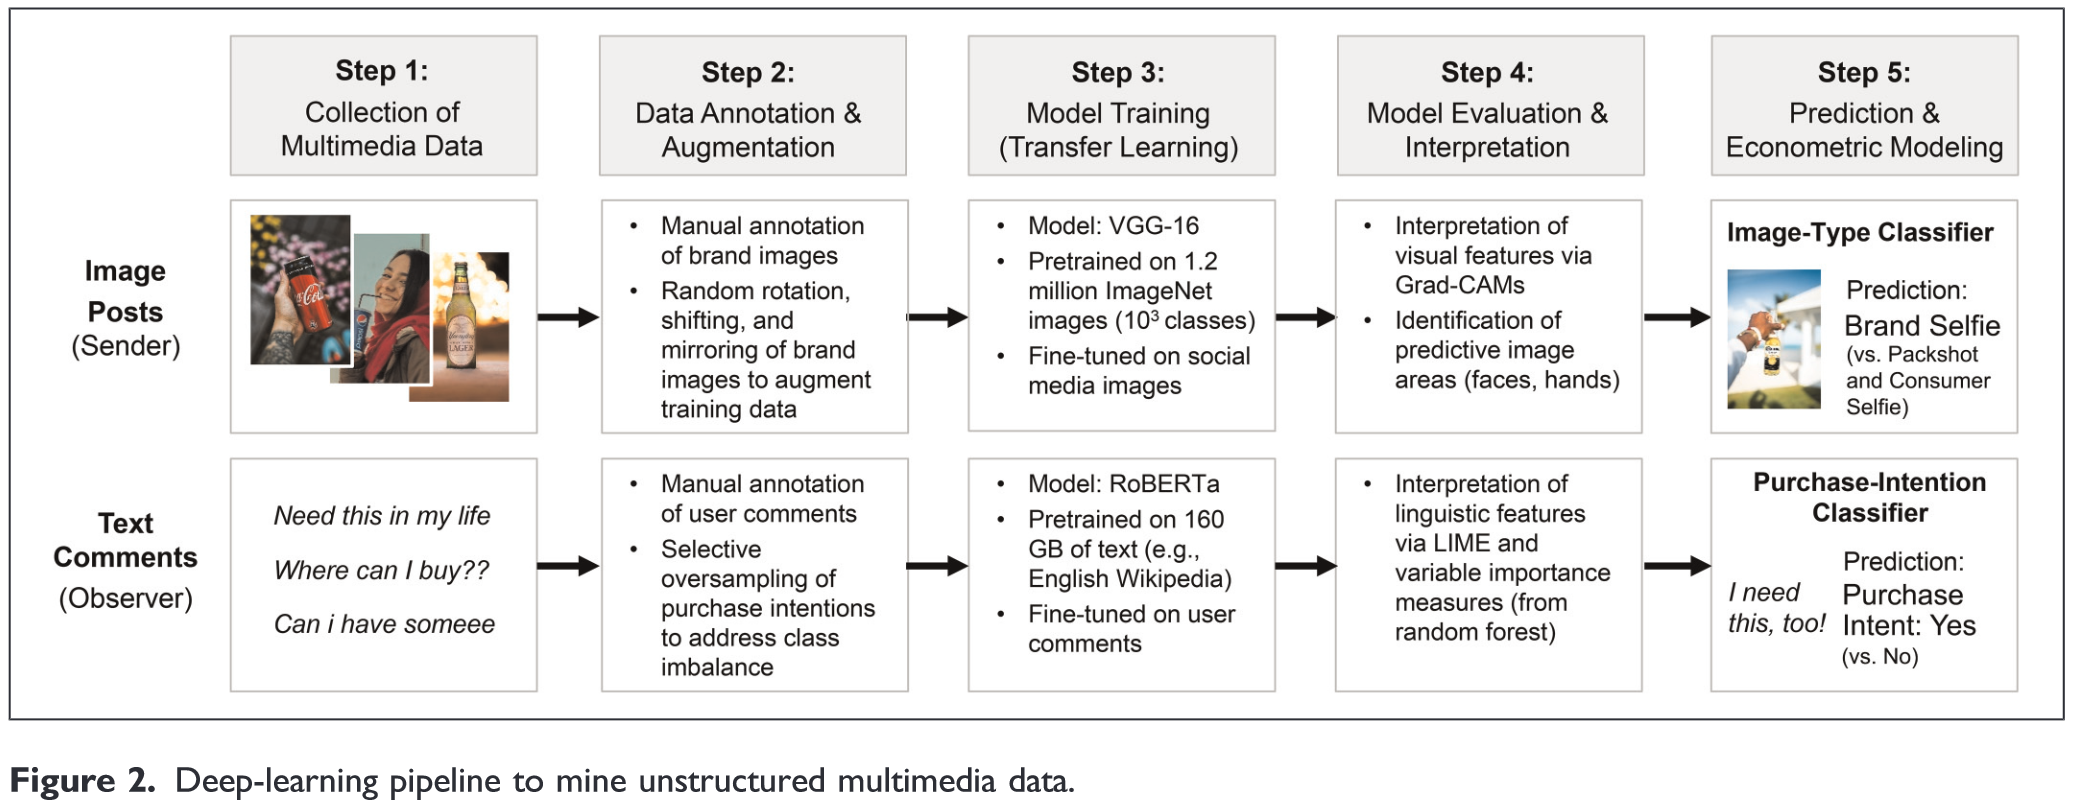 Step 1:
Collection of
Multimedia Data
Step 2:
Data Annotation &
Augmentation
Step 3:
Model Training
(Transfer Learning)
Step 4:
Model Evaluation &
Interpretation
Step 5:
Prediction &
Econometric Modeling
Image
Posts
(Sender)
• Manual annotation
of brand images
• Random rotation,
shifting, and
mirroring of brand
images to augment
training data
• Model: VGG-16
• Pretrained on 1.2
million ImageNet
images (10³ classes)
• Fine-tuned on social
media images
• Interpretation of
visual features via
Grad-CAMs
• Identification of
predictive image
areas (faces, hands)
Image-Type Classifier
Prediction:
Brand Selfie
(vs. Packshot
and Consumer
Selfie)
Text
Comments
(Observer)
Need this in my life
Where can I buy??
Can i have someee
• Manual annotation
of user comments
• Selective
oversampling of
purchase intentions
to address class
imbalance
• Model: RoBERTa
• Pretrained on 160
GB of text (e.g.,
English Wikipedia)
• Fine-tuned on user
comments
• Interpretation of
linguistic features
via LIME and
variable importance
measures (from
random forest)
Purchase-Intention
Classifier
I need
this, too!
Prediction:
Purchase
Intent: Yes
(vs. No)
Figure 2. Deep-learning pipeline to mine unstructured multimedia data.